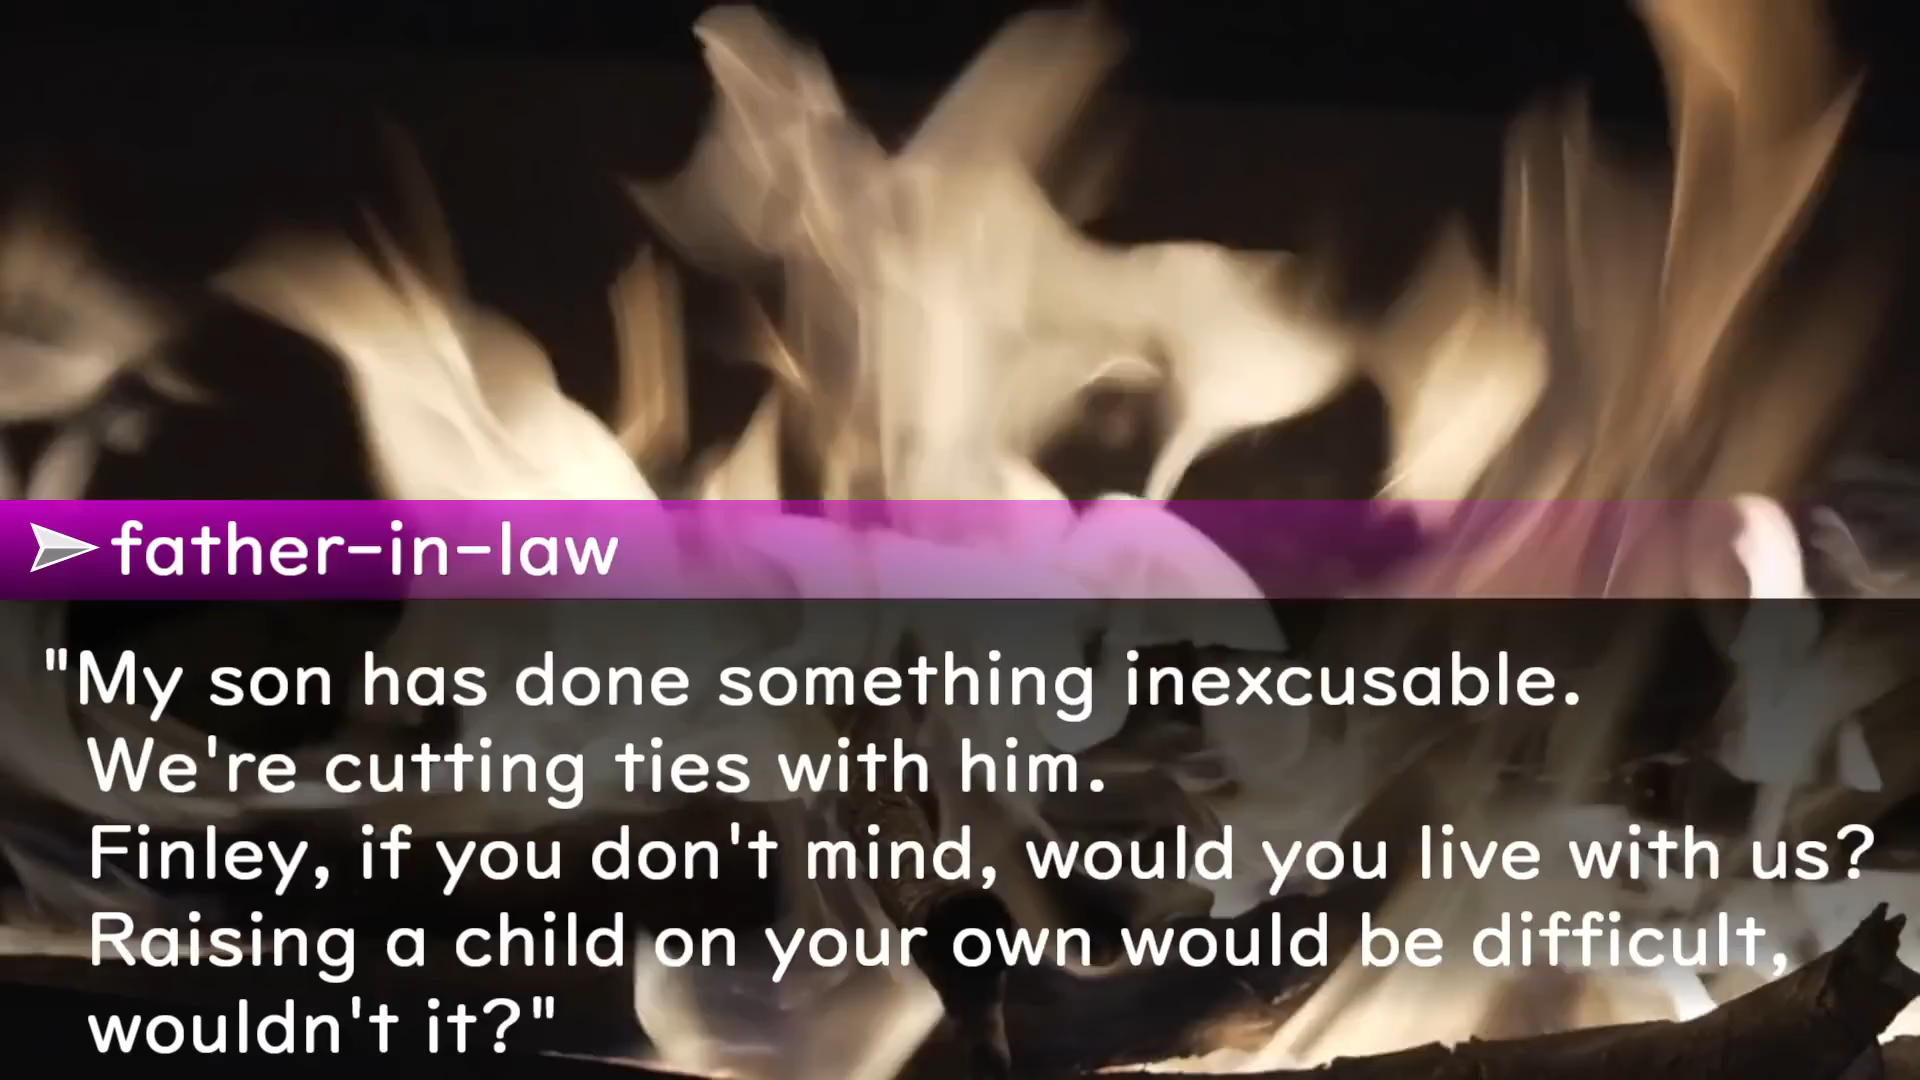 father-in-law
"My son has done something inexcusable.
We're cutting ties with him.
Finley, if you don't mind, would you live with us?
Raising a child on your own would be difficult,
wouldn't it?"